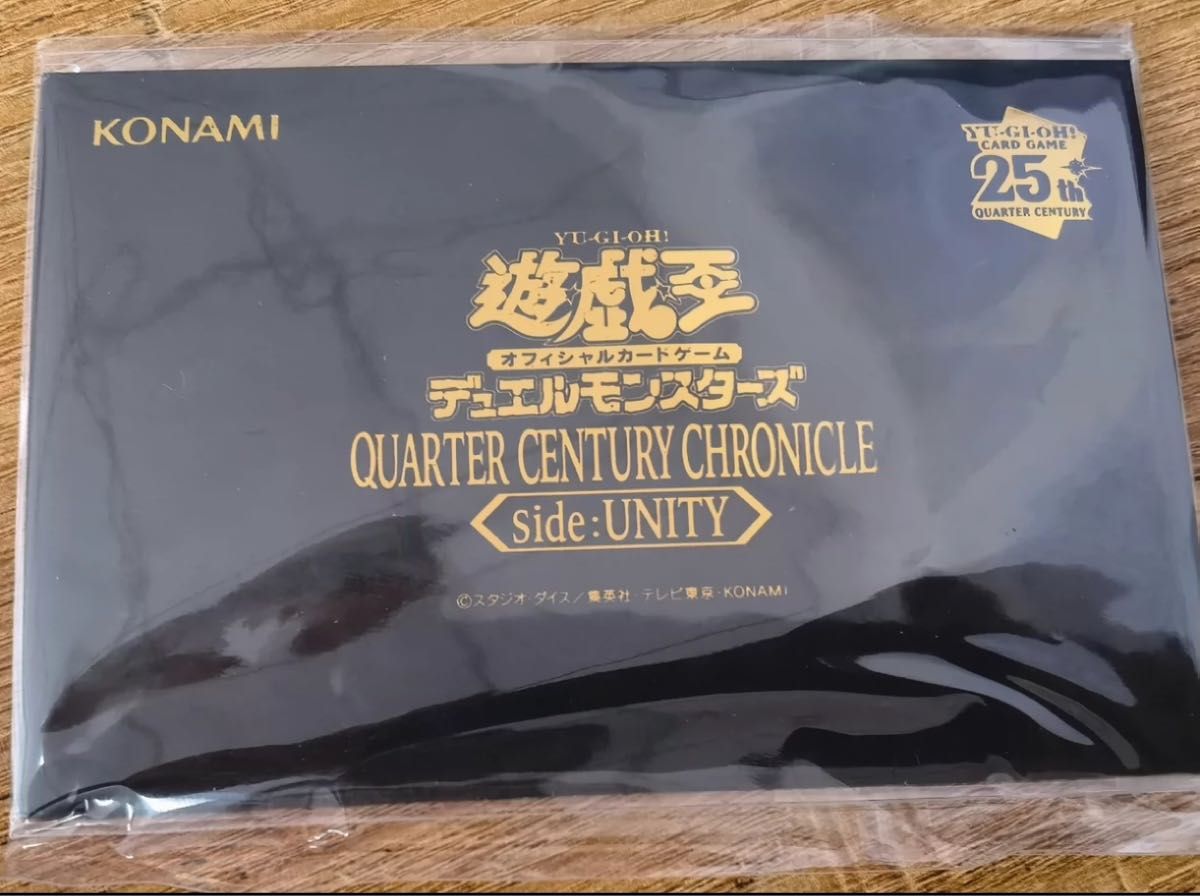 KONAMI
YU-GI-OH!
CARD GAME
25th
QUARTER CENTURY
YU-GI-OH!
遊戯王
オフィシャルカードゲーム
デュエルモンスターズ
QUARTER CENTURY CHRONICLE
side:UNITY
©スタジオ・ダイス/集英社・テレビ東京・KONAMI